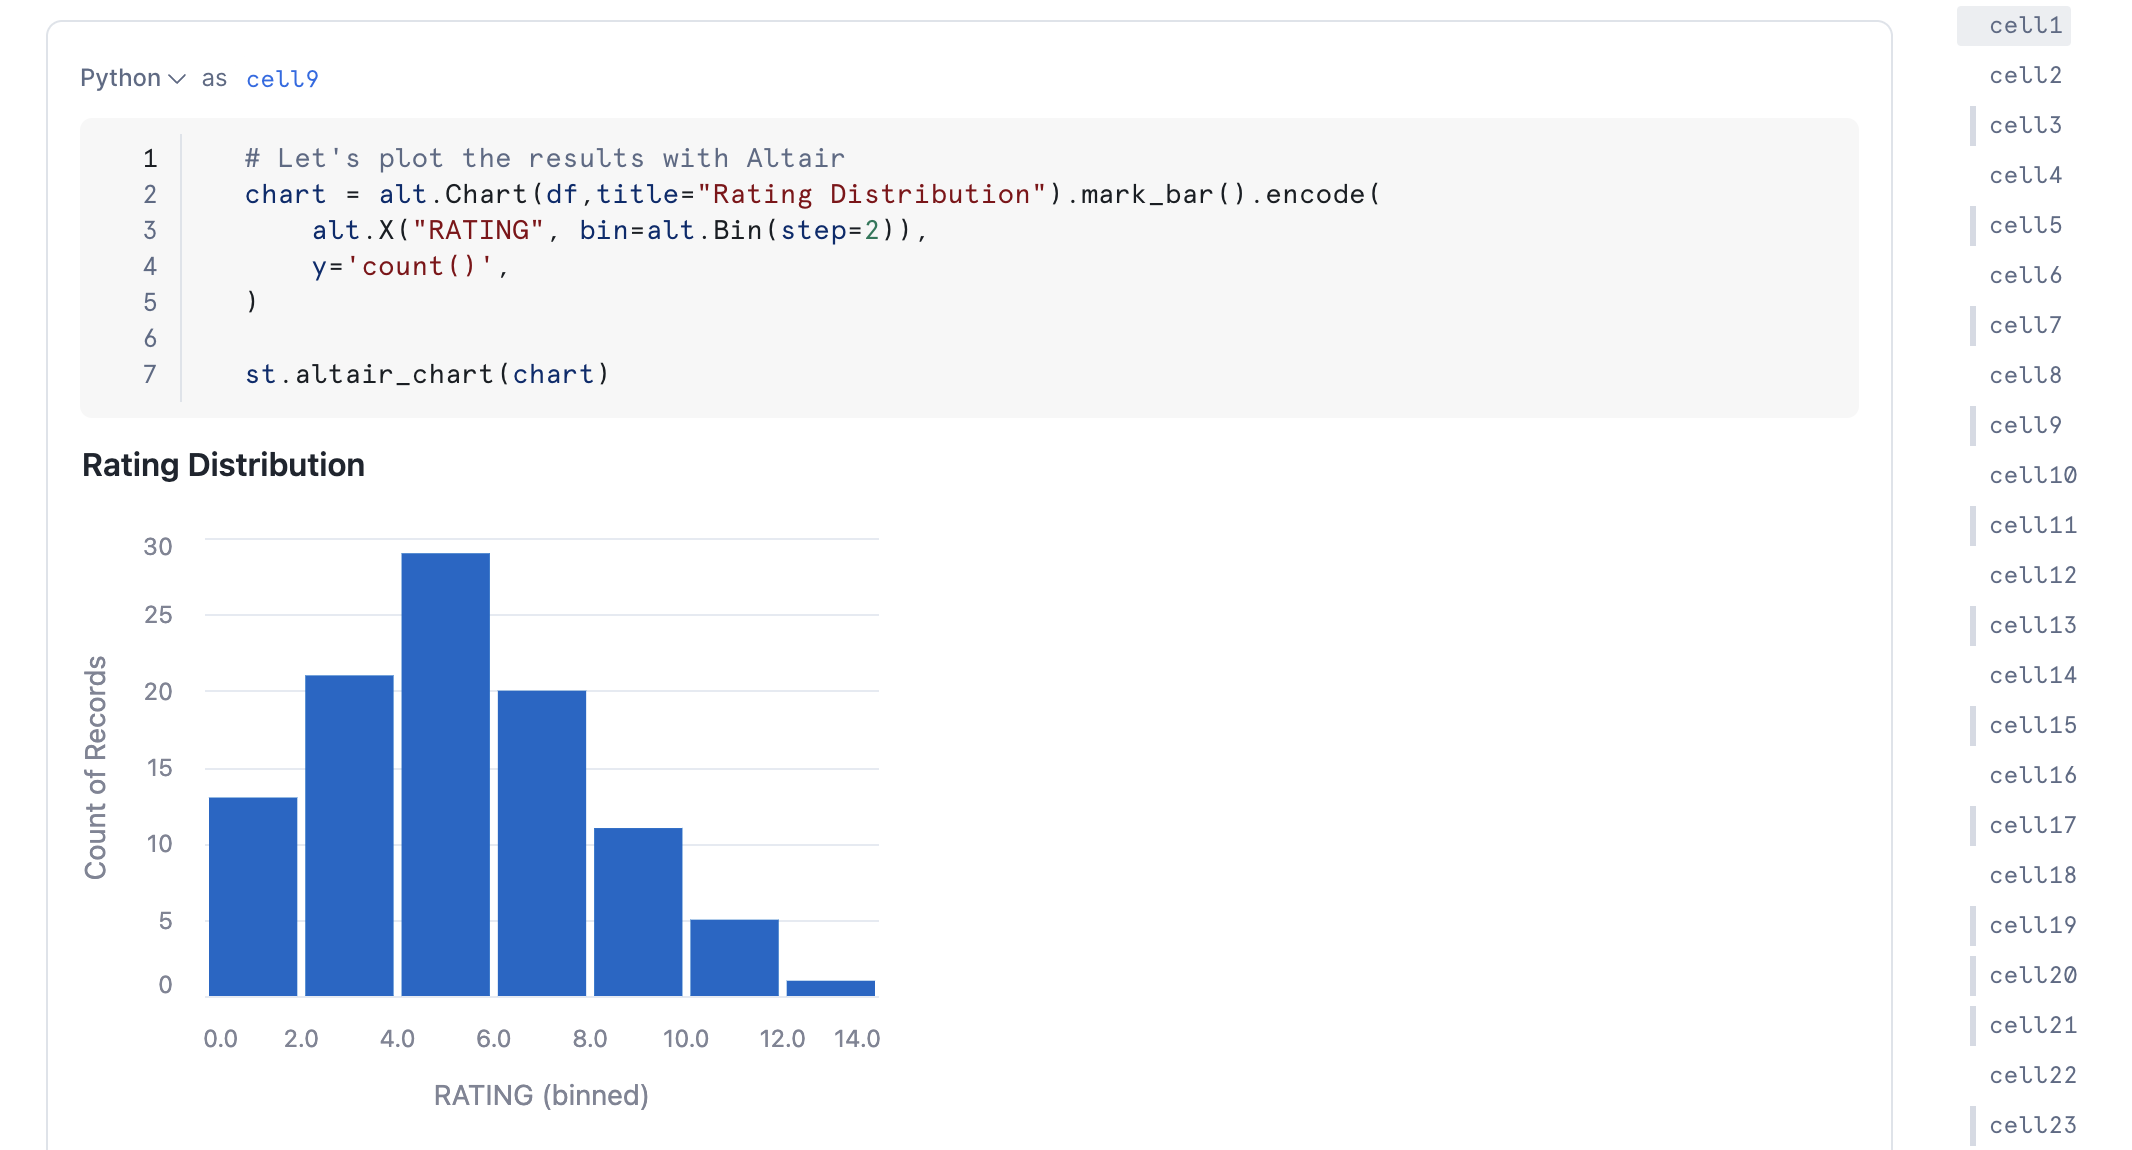 Python as cell9
1 # Let's plot the results with Altair
2 chart = alt.Chart(df,title="Rating Distribution").mark_bar().encode(
3     alt.X("RATING", bin=alt.Bin(step=2)),
4     y='count()',
5 )
6
7 st.altair_chart(chart)
Rating Distribution
30
25
20
15
10
5
0
Count of Records
0.0 2.0 4.0 6.0 8.0 10.0 12.0 14.0
RATING (binned)
cell1
cell2
cell3
cell4
cell5
cell6
cell7
cell8
cell9
cell10
cell11
cell12
cell13
cell14
cell15
cell16
cell17
cell18
cell19
cell20
cell21
cell22
cell23